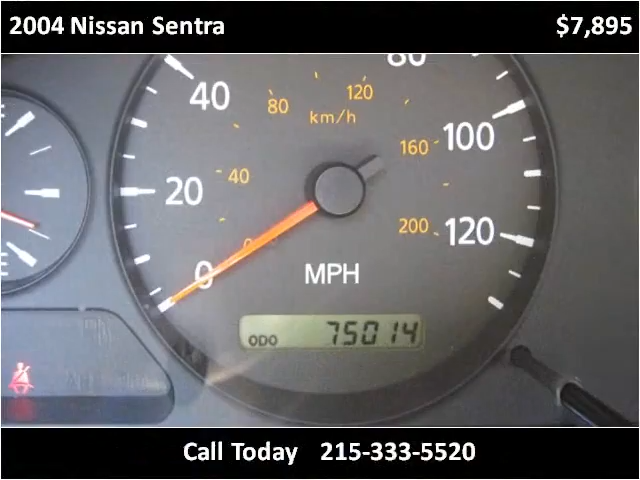 2004 Nissan Sentra $7,895
80
40 80 120
km/h
160 100
20 40
200 120
0
MPH
ODO 75014
E
Call Today 215-333-5520